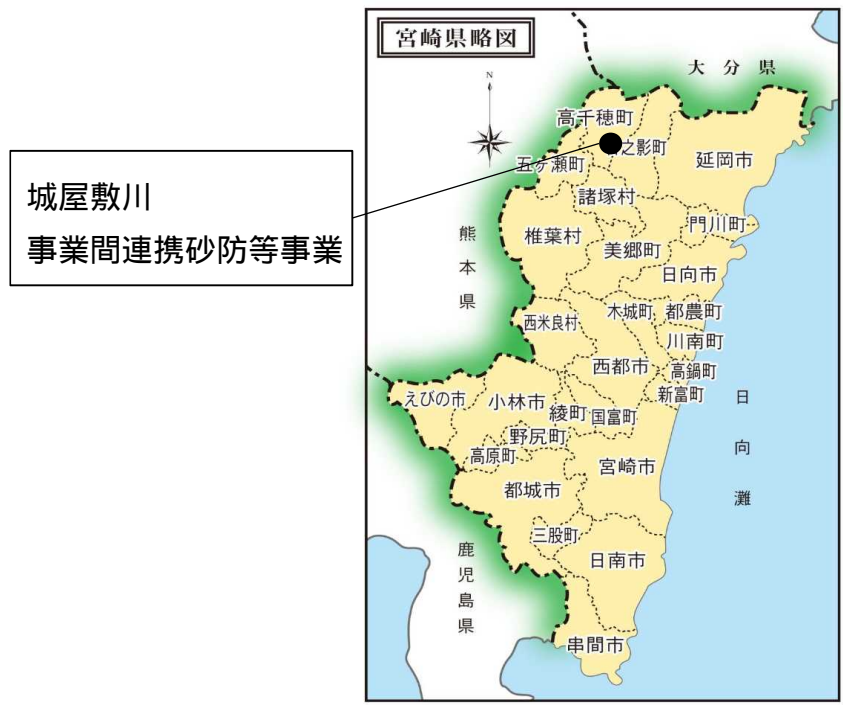 宮崎県略図
城屋敷川
事業間連携砂防等事業
N
大分県
高千穂町
之影町
延岡市
五ヶ瀬町
諸塚村
門川町
椎葉村
美郷町
熊本県
日向市
西米良村
木城町
都農町
川南町
西都市
高鍋町
新富町
えびの市
小林市
綾町
国富町
日向灘
野尻町
高原町
宮崎市
都城市
三股町
日南市
鹿児島県
串間市